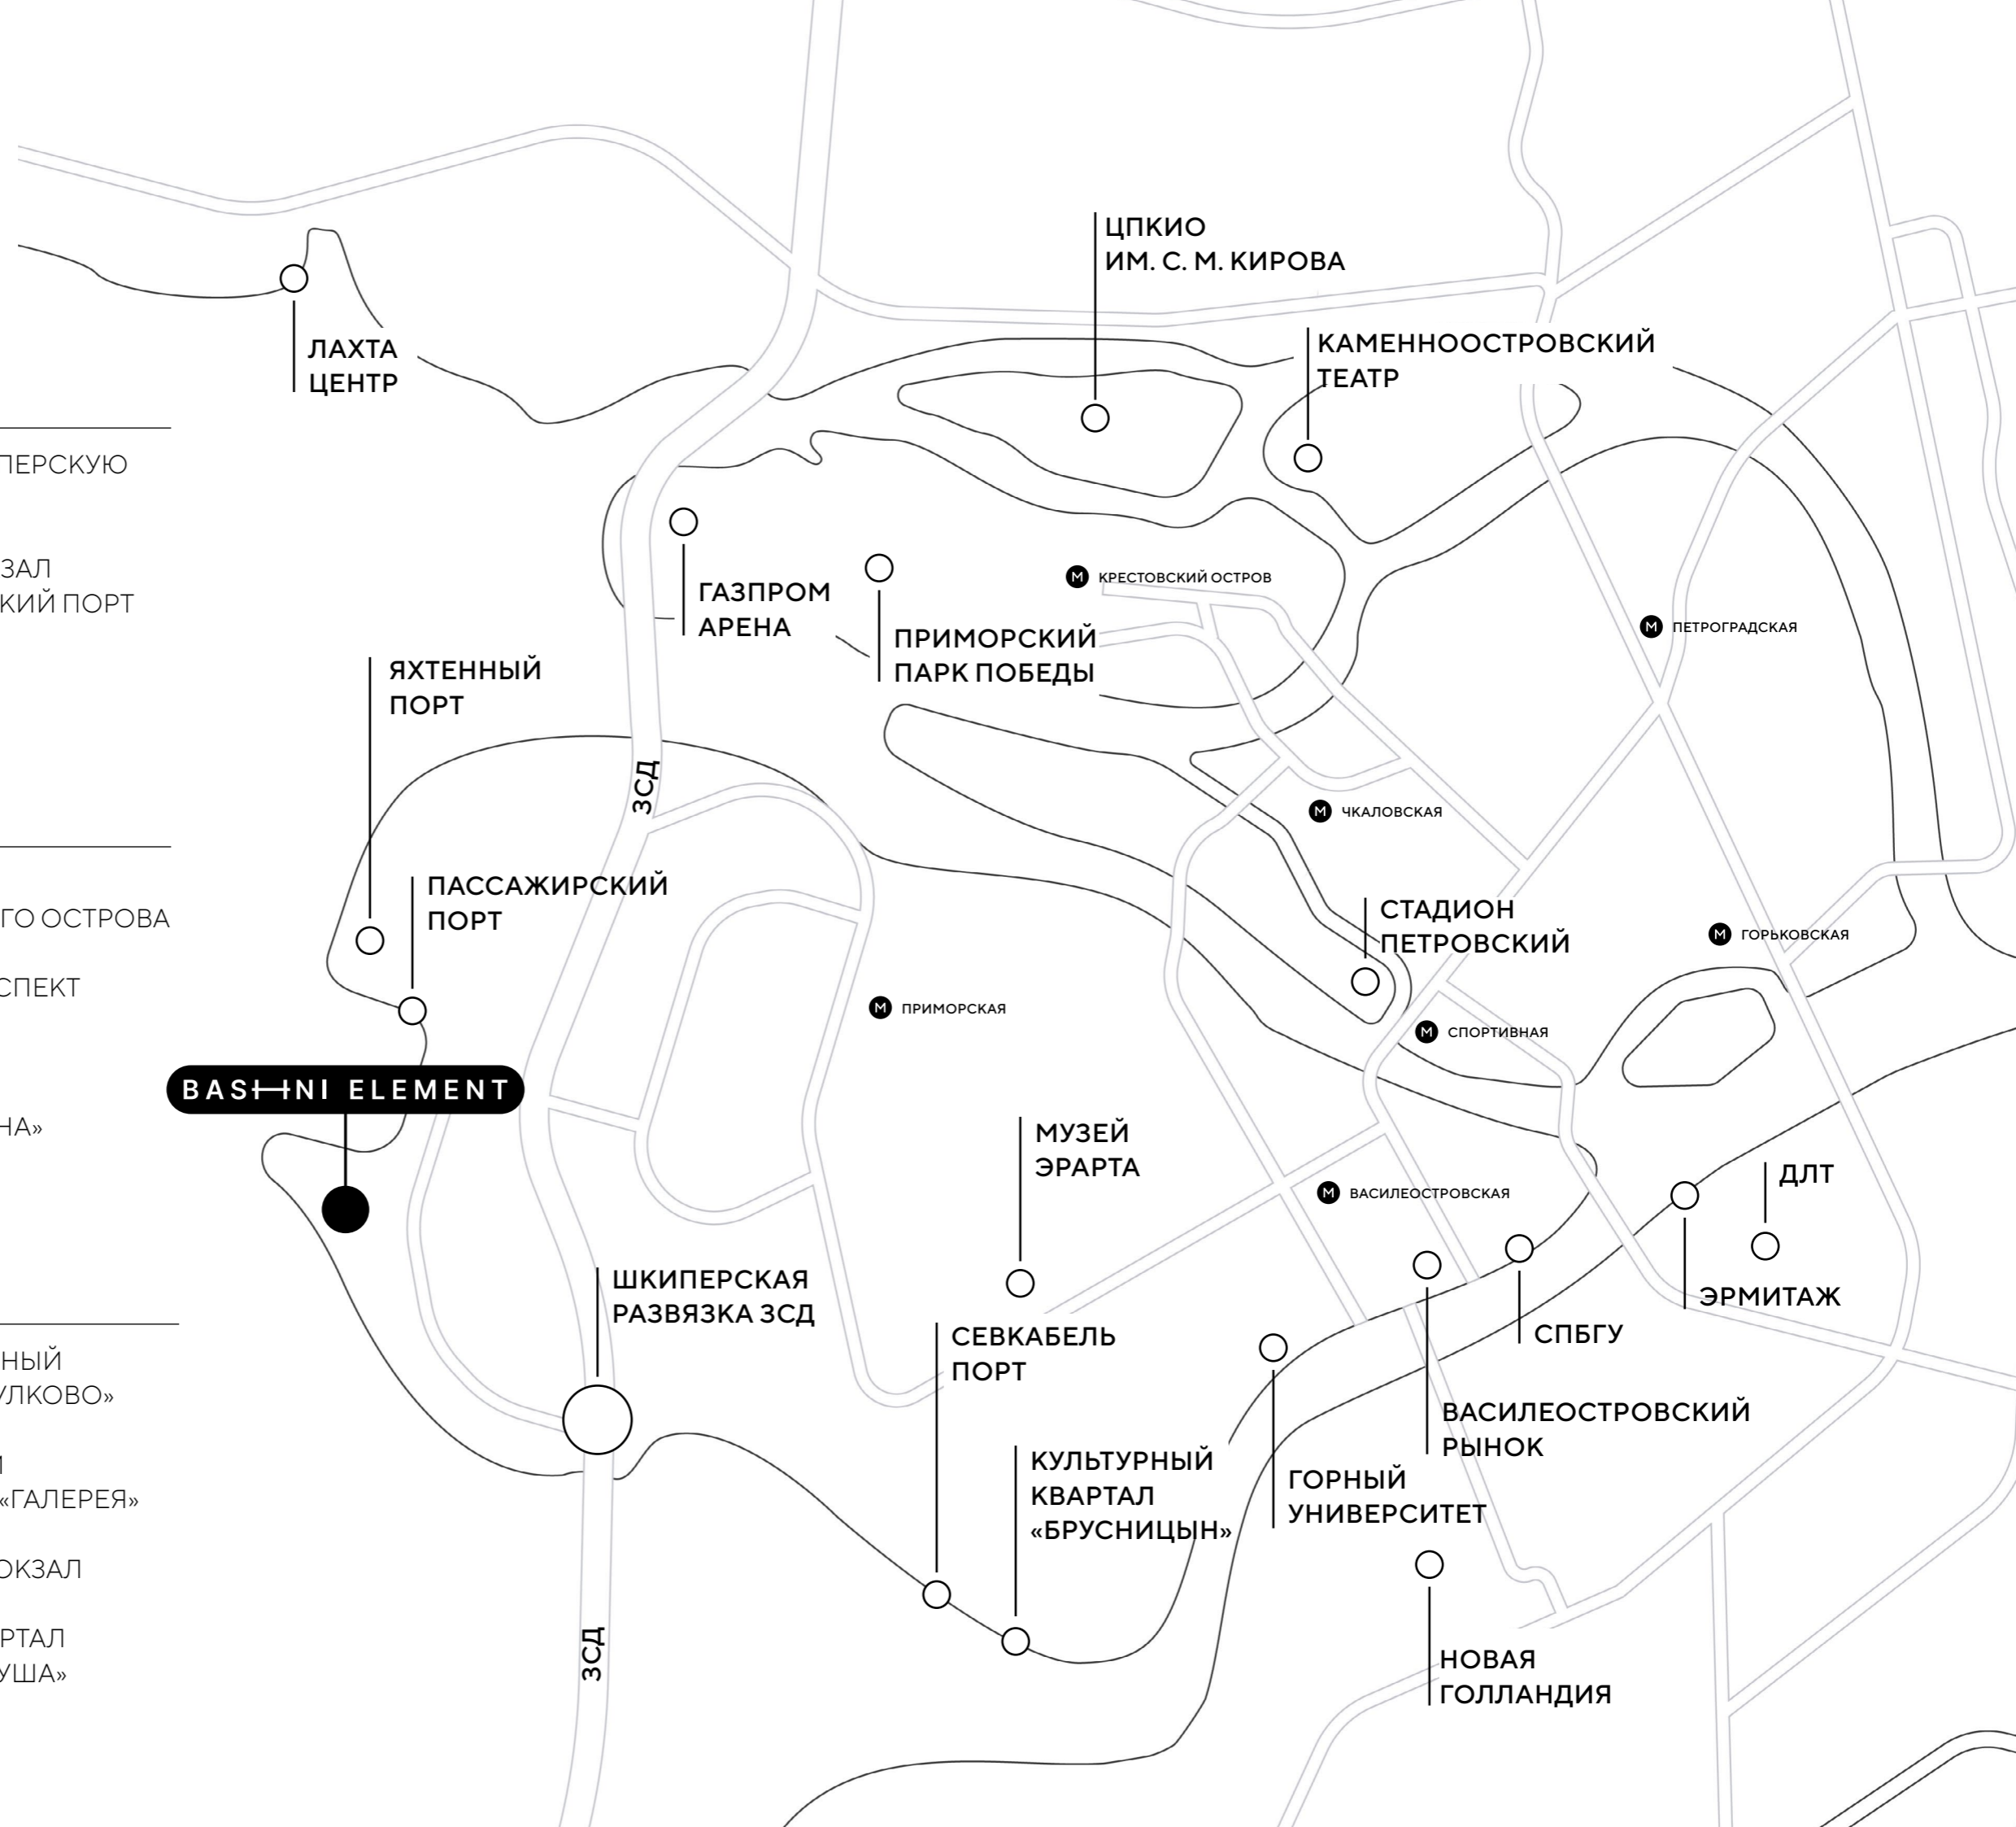 ПЕРСКУЮ
ЗАЛ
КИЙ ПОРТ
ГО ОСТРОВА
СПЕКТ
НА»
НЫЙ
УЛКОВО»
«ГАЛЕРЕЯ»
ОКЗАЛ
РТАЛ
УША»
ЦПКИО
ИМ. С. М. КИРОВА
ЛАХТА
ЦЕНТР
КАМЕННООСТРОВСКИЙ
ТЕАТР
ГАЗПРОМ
АРЕНА
ПРИМОРСКИЙ
ПАРК ПОБЕДЫ
М КРЕСТОВСКИЙ ОСТРОВ
М ПЕТРОГРАДСКАЯ
ЯХТЕННЫЙ
ПОРТ
ЗСД
М ЧКАЛОВСКАЯ
ПАССАЖИРСКИЙ
ПОРТ
СТАДИОН
ПЕТРОВСКИЙ
М ГОРЬКОВСКАЯ
М ПРИМОРСКАЯ
М СПОРТИВНАЯ
BASHNI ELEMENT
МУЗЕЙ
ЭРАРТА
М ВАСИЛЕОСТРОВСКАЯ
ДЛТ
ЭРМИТАЖ
ШКИПЕРСКАЯ
РАЗВЯЗКА ЗСД
СЕВКАБЕЛЬ
ПОРТ
СПБГУ
ВАСИЛЕОСТРОВСКИЙ
РЫНОК
КУЛЬТУРНЫЙ
КВАРТАЛ
«БРУСНИЦЫН»
ГОРНЫЙ
УНИВЕРСИТЕТ
ЗСД
НОВАЯ
ГОЛЛАНДИЯ